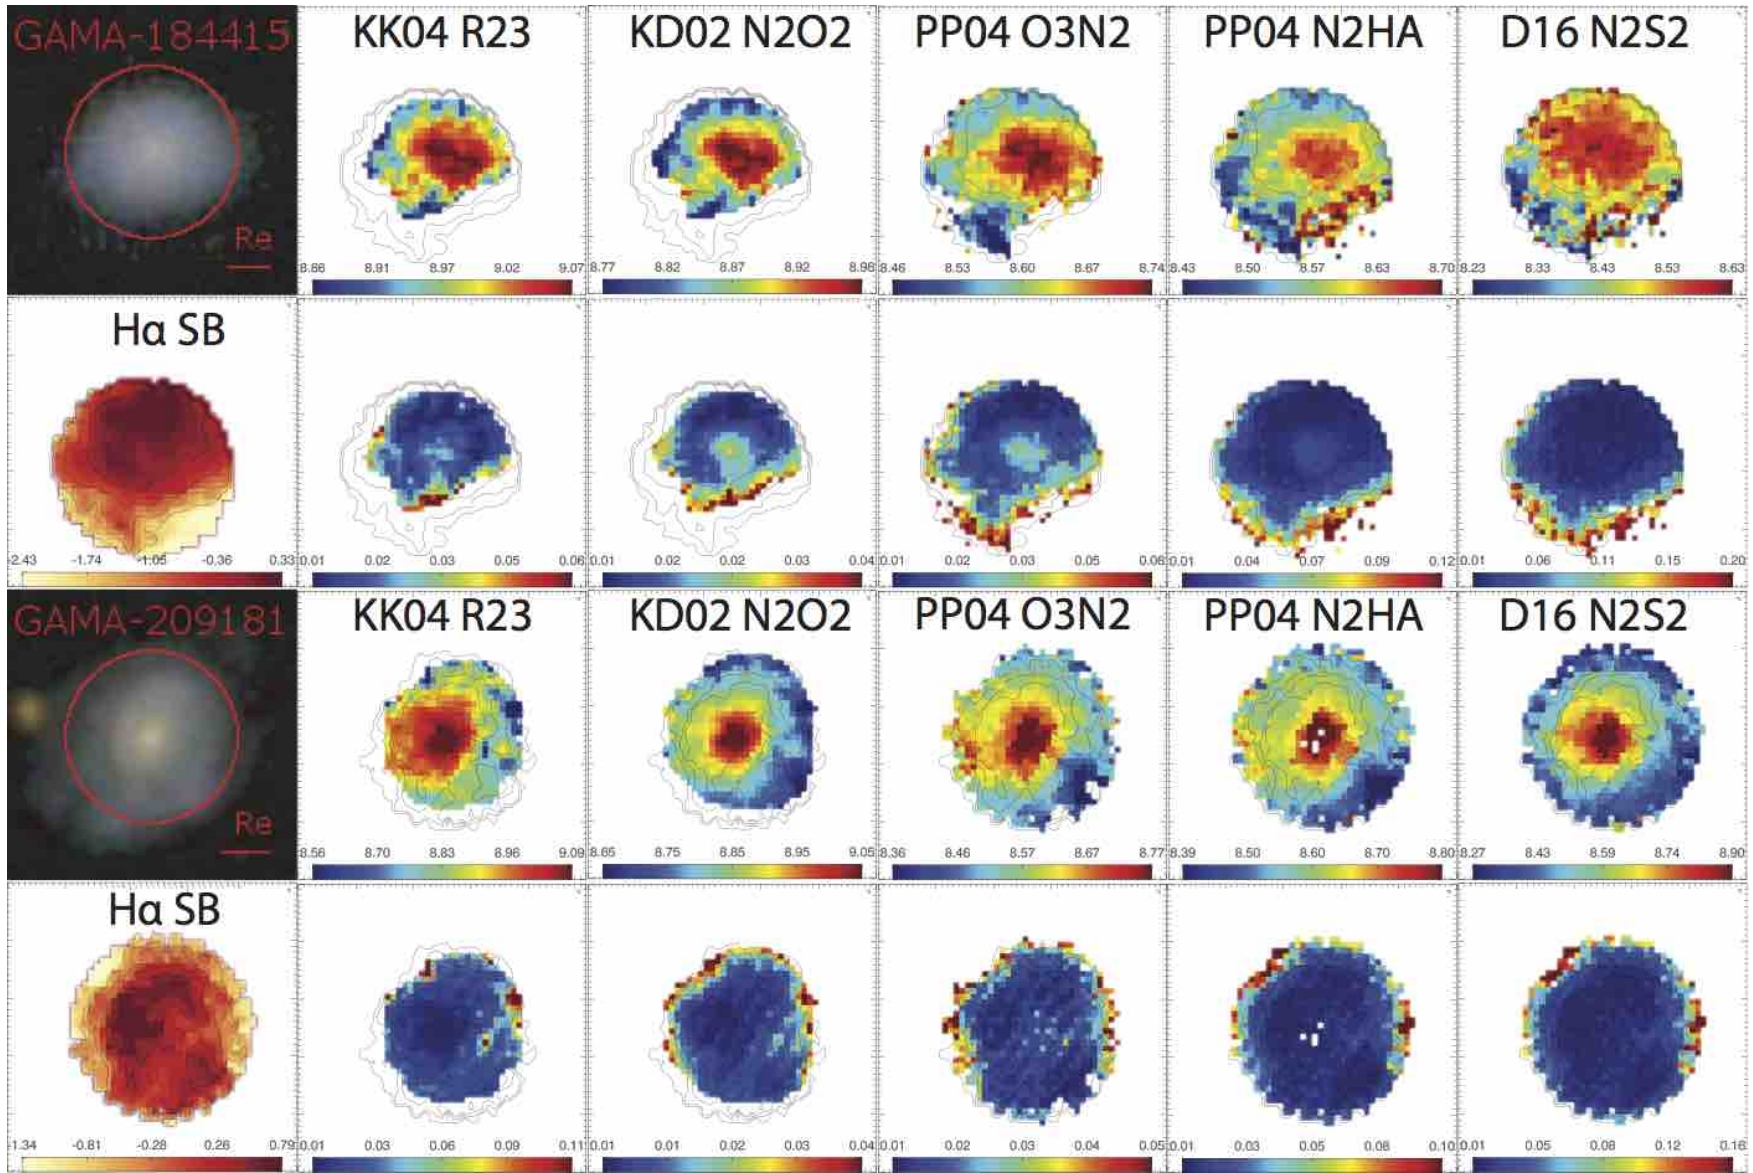 GAMA-184415 KK04 R23 KD02 N2O2 PP04 O3N2 PP04 N2HA D16 N2S2
Re
8.86 8.91 8.97 9.02 9.07 8.77 8.82 8.87 8.92 8.98 8.46 8.53 8.60 8.67 8.74 8.43 8.50 8.57 8.63 8.70 8.23 8.33 8.43 8.53 8.63
Hα SB
-2.43 -1.74 -1.05 -0.36 0.33 0.01 0.02 0.03 0.05 0.06 0.01 0.02 0.02 0.03 0.04 0.01 0.02 0.03 0.05 0.06 0.01 0.04 0.07 0.09 0.12 0.01 0.06 0.11 0.15 0.20
GAMA-209181 KK04 R23 KD02 N2O2 PP04 O3N2 PP04 N2HA D16 N2S2
Re
8.56 8.70 8.83 8.96 9.09 8.65 8.75 8.85 8.95 9.05 8.36 8.46 8.57 8.67 8.77 8.39 8.50 8.60 8.70 8.80 8.27 8.43 8.59 8.74 8.90
Hα SB
-1.34 -0.81 -0.28 0.26 0.79 0.01 0.03 0.06 0.09 0.11 0.01 0.01 0.02 0.03 0.04 0.01 0.02 0.03 0.04 0.05 0.01 0.03 0.05 0.08 0.10 0.01 0.05 0.08 0.12 0.16